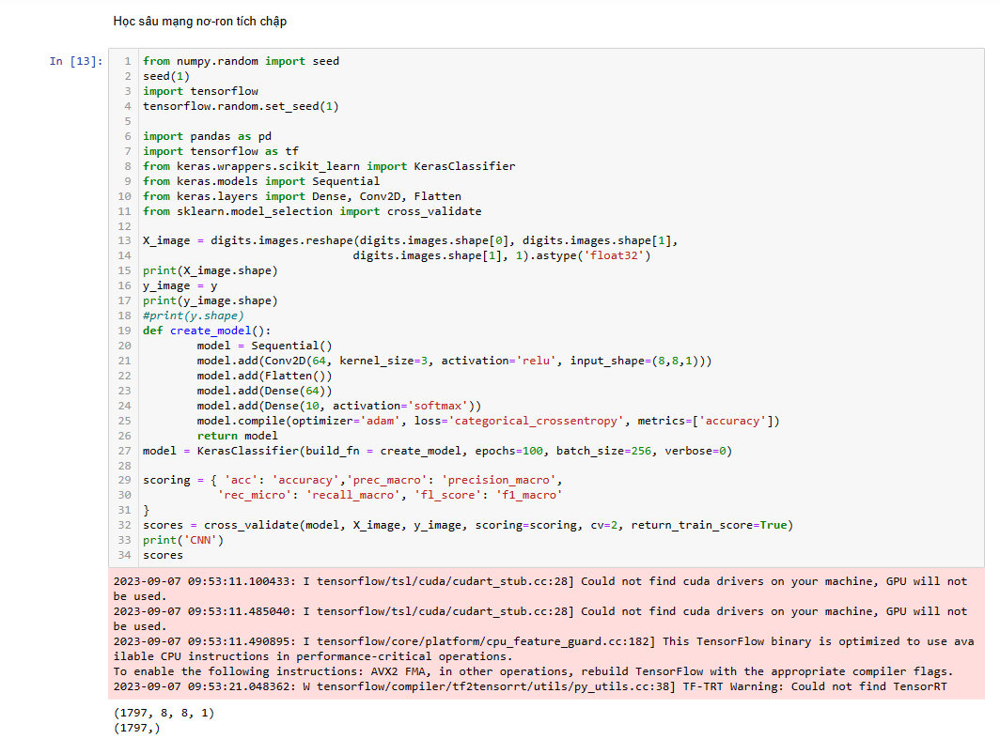 Học sâu mạng nơ-ron tích chập
In [13]:
1 from numpy.random import seed
2 seed(1)
3 import tensorflow
4 tensorflow.random.set_seed(1)
5
6 import pandas as pd
7 import tensorflow as tf
8 from keras.wrappers.scikit_learn import KerasClassifier
9 from keras.models import Sequential
10 from keras.layers import Dense, Conv2D, Flatten
11 from sklearn.model_selection import cross_validate
12
13 X_image = digits.images.reshape(digits.images.shape[0], digits.images.shape[1],
14                                digits.images.shape[1], 1).astype('float32')
15 print(X_image.shape)
16 y_image = y
17 print(y_image.shape)
18 #print(y.shape)
19 def create_model():
20         model = Sequential()
21         model.add(Conv2D(64, kernel_size=3, activation='relu', input_shape=(8,8,1)))
22         model.add(Flatten())
23         model.add(Dense(64))
24         model.add(Dense(10, activation='softmax'))
25         model.compile(optimizer='adam', loss='categorical_crossentropy', metrics=['accuracy'])
26         return model
27 model = KerasClassifier(build_fn = create_model, epochs=100, batch_size=256, verbose=0)
28
29 scoring = { 'acc': 'accuracy','prec_macro': 'precision_macro',
30            'rec_micro': 'recall_macro', 'fl_score': 'f1_macro'
31 }
32 scores = cross_validate(model, X_image, y_image, scoring=scoring, cv=2, return_train_score=True)
33 print('CNN')
34 scores
2023-09-07 09:53:11.100433: I tensorflow/tsl/cuda/cudart_stub.cc:28] Could not find cuda drivers on your machine, GPU will not
be used.
2023-09-07 09:53:11.485040: I tensorflow/tsl/cuda/cudart_stub.cc:28] Could not find cuda drivers on your machine, GPU will not
be used.
2023-09-07 09:53:11.490895: I tensorflow/core/platform/cpu_feature_guard.cc:182] This TensorFlow binary is optimized to use ava
ilable CPU instructions in performance-critical operations.
To enable the following instructions: AVX2 FMA, in other operations, rebuild TensorFlow with the appropriate compiler flags.
2023-09-07 09:53:21.048362: W tensorflow/compiler/tf2tensorrt/utils/py_utils.cc:38] TF-TRT Warning: Could not find TensorRT
(1797, 8, 8, 1)
(1797,)